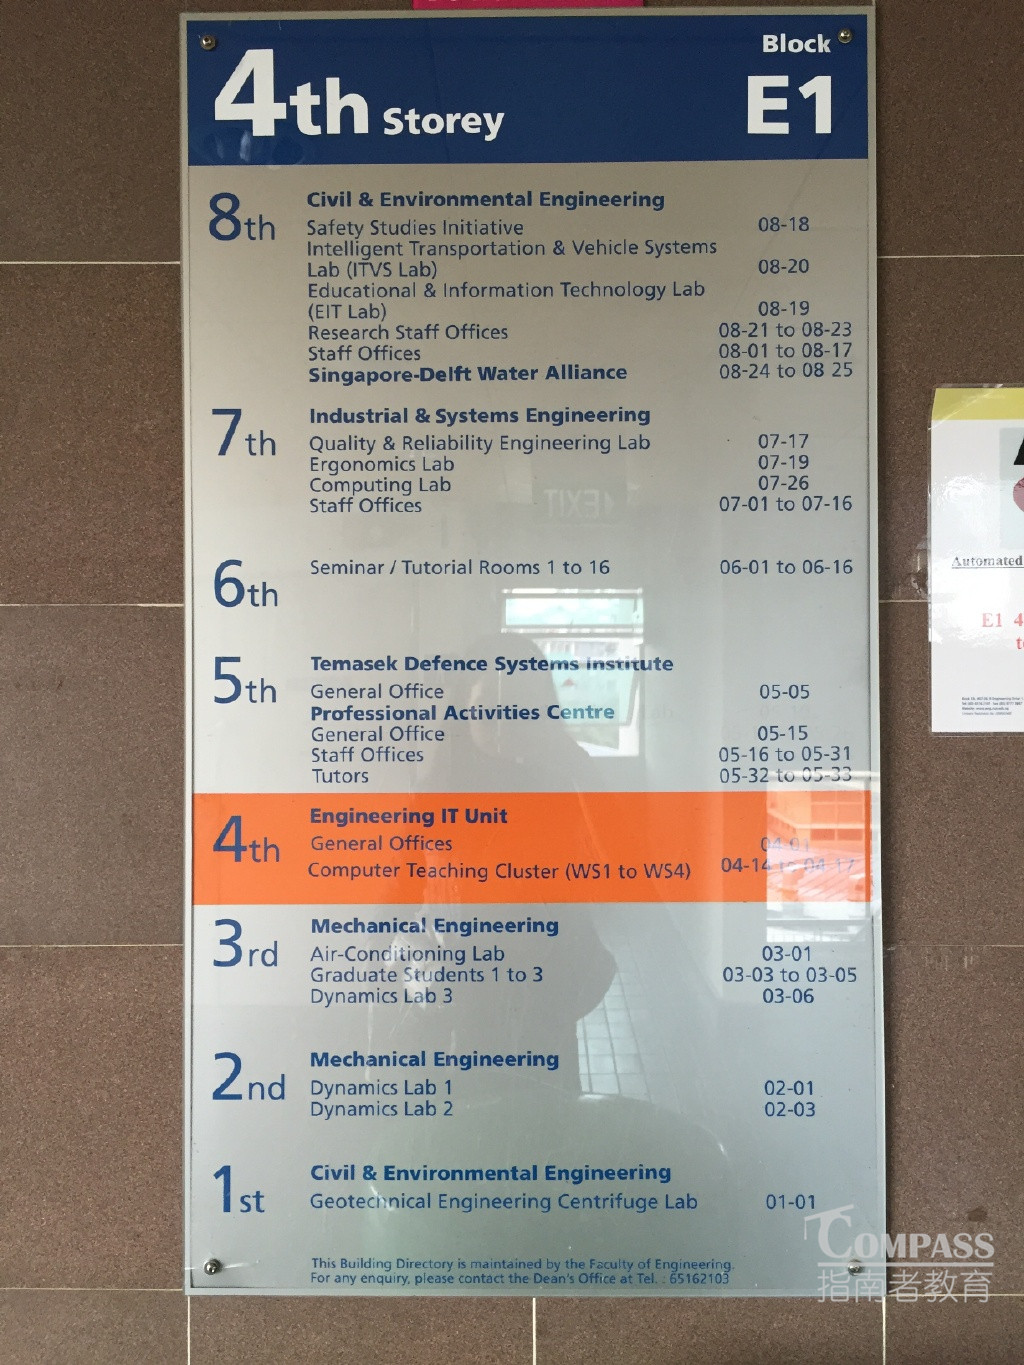 Block
4th Storey
E1
8th
Civil & Environmental Engineering
Safety Studies Initiative 08-18
Intelligent Transportation & Vehicle Systems
Lab (ITVS Lab) 08-20
Educational & Information Technology Lab
(EIT Lab) 08-19
Research Staff Offices 08-21 to 08-23
Staff Offices 08-01 to 08-17
Singapore-Delft Water Alliance 08-24 to 08 25
7th
Industrial & Systems Engineering
Quality & Reliability Engineering Lab 07-17
Ergonomics Lab 07-19
Computing Lab 07-26
Staff Offices 07-01 to 07-16
6th
Seminar / Tutorial Rooms 1 to 16 06-01 to 06-16
5th
Temasek Defence Systems Institute
General Office 05-05
Professional Activities Centre
General Office 05-15
Staff Offices 05-16 to 05-31
Tutors 05-32 to 05-33
4th
Engineering IT Unit
General Offices 04-01
Computer Teaching Cluster (WS1 to WS4) 04-14 to 04-17
3rd
Mechanical Engineering
Air-Conditioning Lab 03-01
Graduate Students 1 to 3 03-03 to 03-05
Dynamics Lab 3 03-06
2nd
Mechanical Engineering
Dynamics Lab 1 02-01
Dynamics Lab 2 02-03
1st
Civil & Environmental Engineering
Geotechnical Engineering Centrifuge Lab 01-01
This Building Directory is maintained by the Faculty of Engineering.
For any enquiry, please contact the Dean's Office at Tel. : 65162103
Automated
E1 4
COMPASS
指南者教育